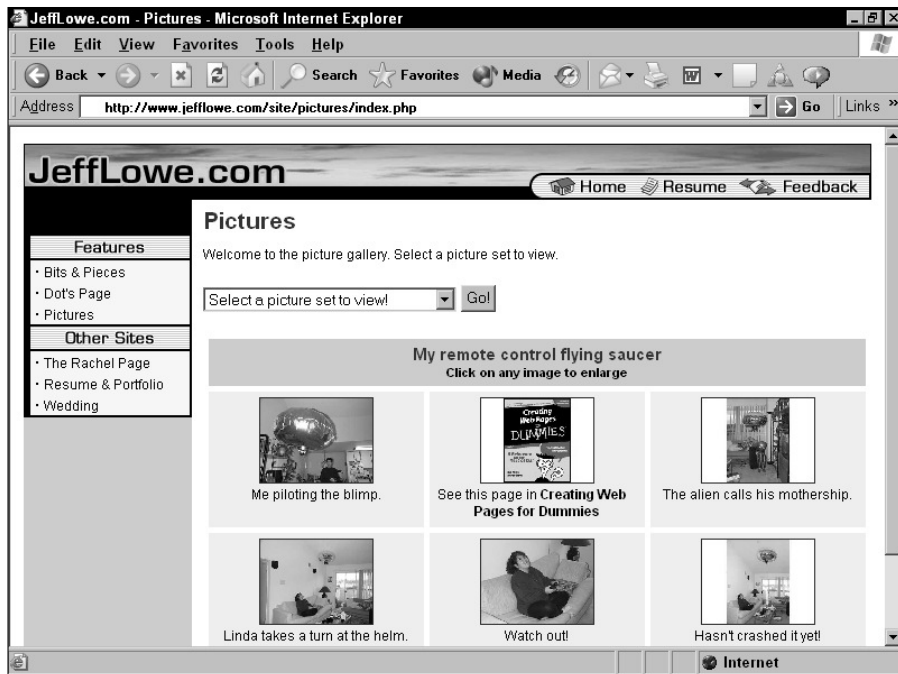 JeffLowe.com - Pictures - Microsoft Internet Explorer
File Edit View Favorites Tools Help
Back Search Favorites Media
Address http://www.jefflowe.com/site/pictures/index.php Go Links »
JeffLowe.com
Home Resume Feedback
Pictures
Welcome to the picture gallery. Select a picture set to view.
Select a picture set to view! Go!
Features
· Bits & Pieces
· Dot's Page
· Pictures
Other Sites
· The Rachel Page
· Resume & Portfolio
· Wedding
My remote control flying saucer
Click on any image to enlarge
Creating
Web Pages
DUMMIES
Me piloting the blimp.
See this page in Creating Web
Pages for Dummies
The alien calls his mothership.
Linda takes a turn at the helm.
Watch out!
Hasn't crashed it yet!
Internet